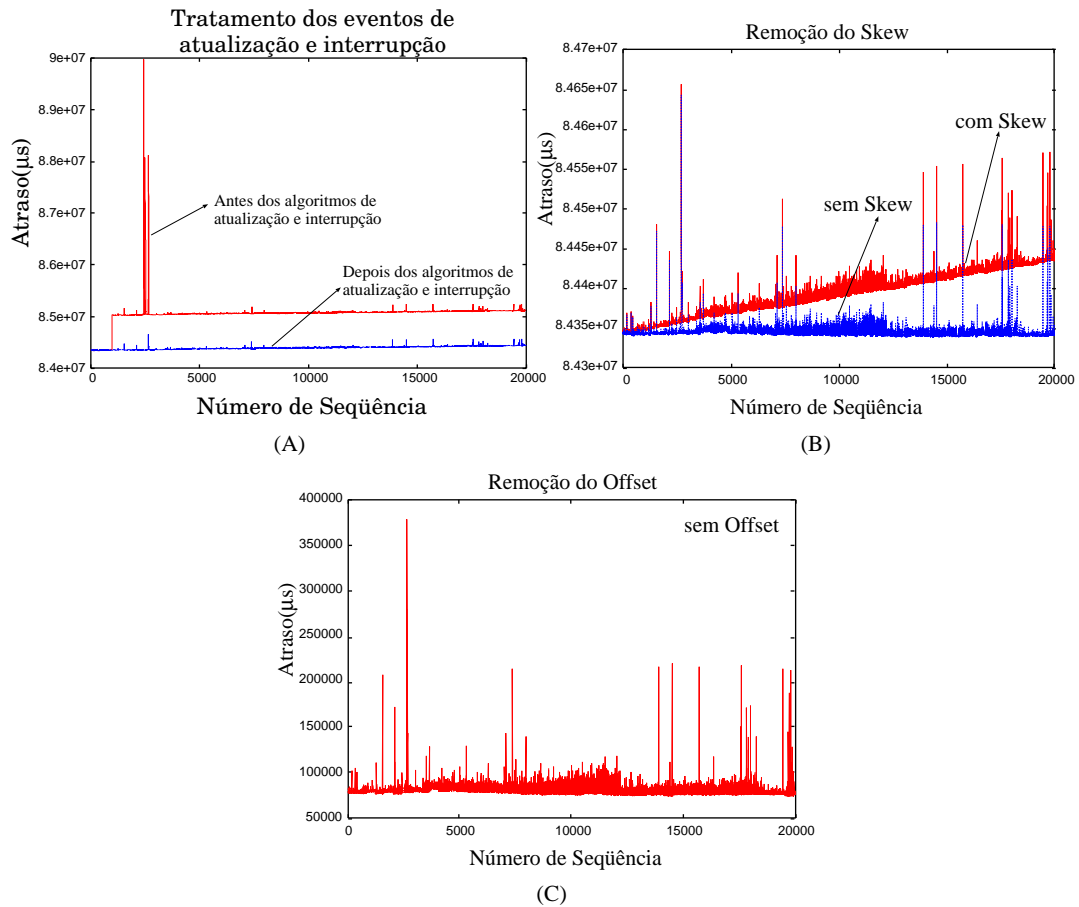 Tratamento dos eventos de
atualização e interrupção
9e+07
8.9e+07
8.8e+07
8.7e+07
8.6e+07
8.5e+07
8.4e+07
Atraso(µs)
Antes dos algoritmos de
atualização e interrupção
Depois dos algoritmos de
atualização e interrupção
0 5000 10000 15000 20000
Número de Seqüência
(A)
Remoção do Skew
8.47e+07
8.465e+07
8.46e+07
8.455e+07
8.45e+07
8.445e+07
8.44e+07
8.435e+07
8.43e+07
Atraso(µs)
com Skew
sem Skew
0 5000 10000 15000 20000
Número de Seqüência
(B)
Remoção do Offset
400000
350000
300000
250000
200000
150000
100000
50000
Atraso(µs)
sem Offset
0 5000 10000 15000 20000
Número de Seqüência
(C)